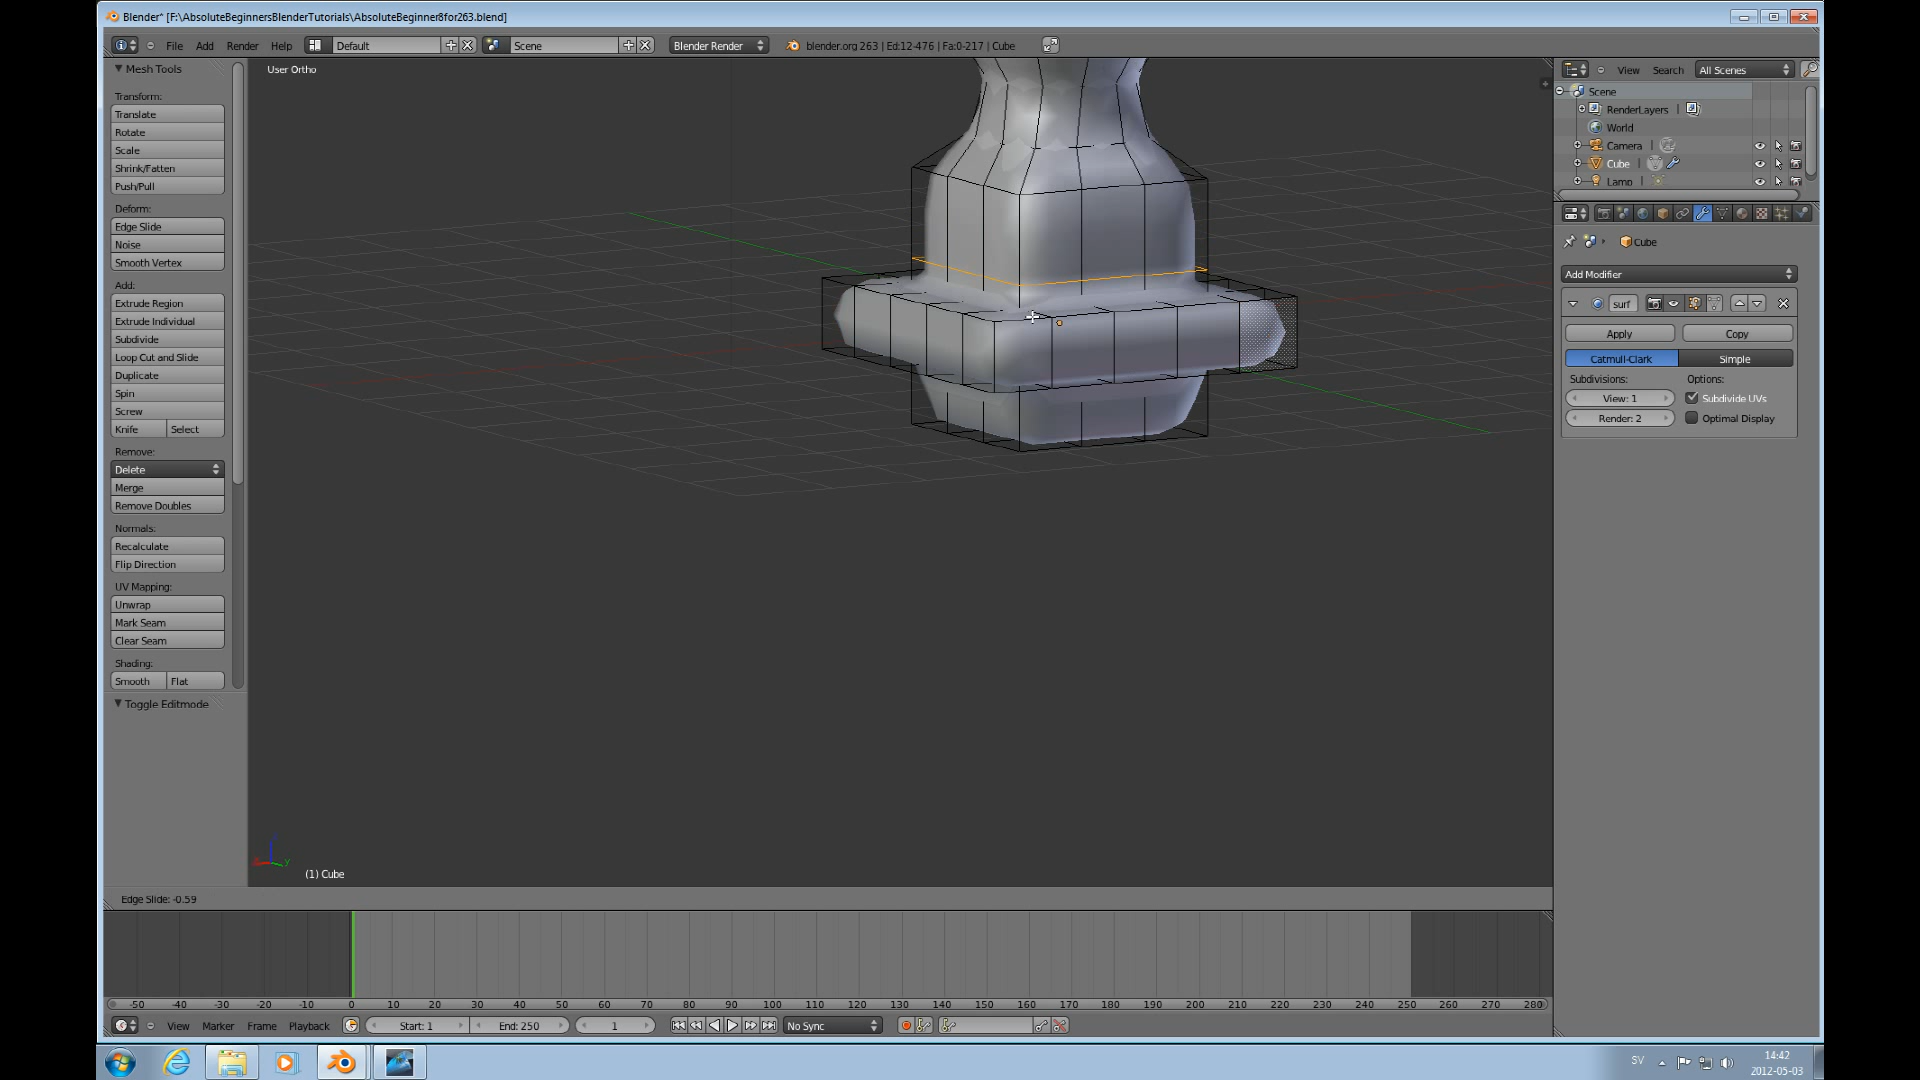 Blender* [F:\AbsoluteBeginnersBlenderTutorials\AbsoluteBeginner8for263.blend]
File Add Render Help Default Scene Blender Render blender.org 263 | Ed:12-476 | Fa:0-217 | Cube
Mesh Tools
Transform:
Translate
Rotate
Scale
Shrink/Fatten
Push/Pull
Deform:
Edge Slide
Noise
Smooth Vertex
Add:
Extrude Region
Extrude Individual
Subdivide
Loop Cut and Slide
Duplicate
Spin
Screw
Knife Select
Remove:
Delete
Merge
Remove Doubles
Normals:
Recalculate
Flip Direction
UV Mapping:
Unwrap
Mark Seam
Clear Seam
Shading:
Smooth Flat
Toggle Editmode
User Ortho
y
(1) Cube
View Search All Scenes
Scene
RenderLayers |
World
Camera |
Cube |
Lamp |
Cube
Add Modifier
surf
Apply Copy
Catmull-Clark Simple
Subdivisions: Options:
View: 1 Subdivide UVs
Render: 2 Optimal Display
Edge Slide: -0.59
-50 -40 -30 -20 -10 0 10 20 30 40 50 60 70 80 90 100 110 120 130 140 150 160 170 180 190 200 210 220 230 240 250 260 270 280
View Marker Frame Playback Start: 1 End: 250 1 No Sync
SV 14:42
2012-05-03